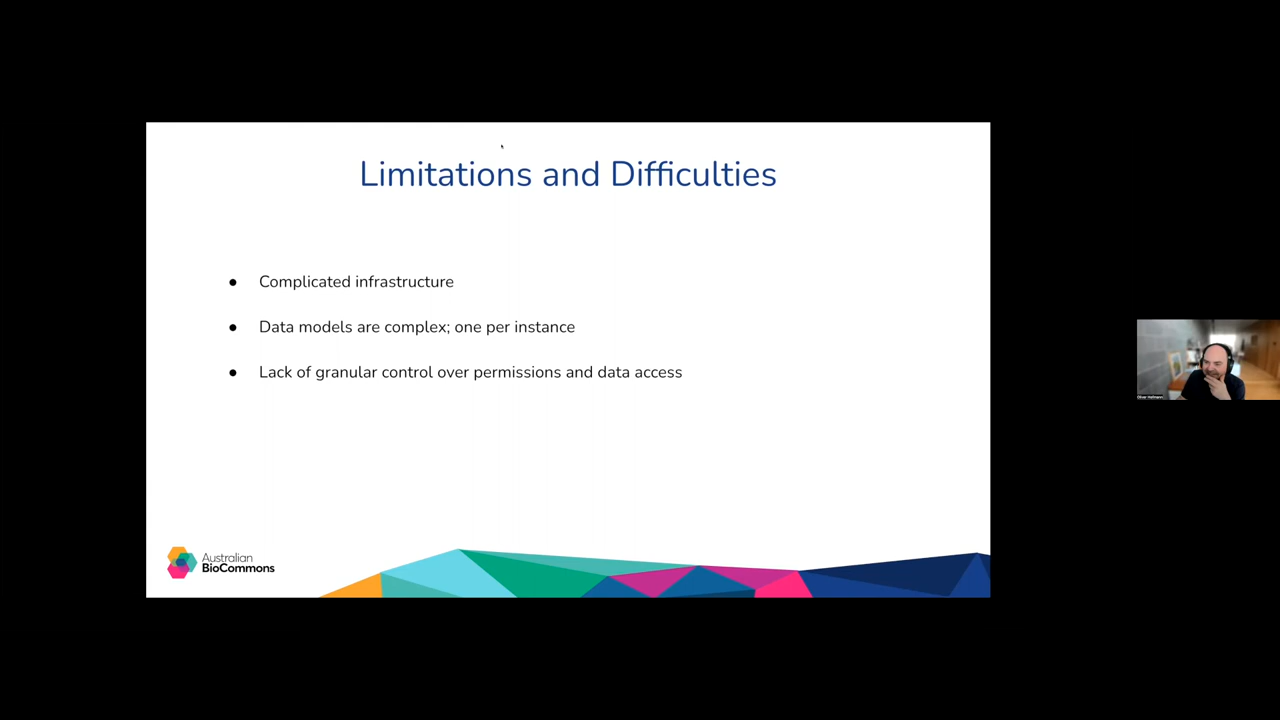 Limitations and Difficulties
● Complicated infrastructure
● Data models are complex; one per instance
● Lack of granular control over permissions and data access
Australian
BioCommons